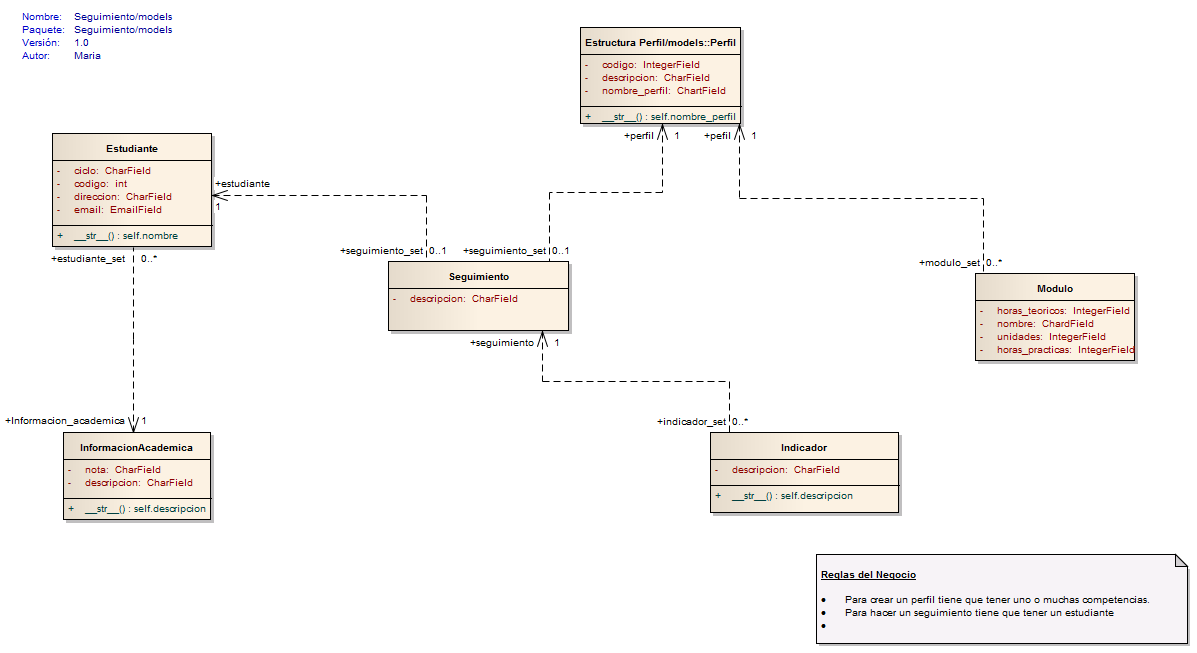 Nombre: Seguimiento/models
Paquete: Seguimiento/models
Versión: 1.0
Autor: Maria
Estructura Perfil/models::Perfil
- codigo: IntegerField
- descripcion: CharField
- nombre_perfil: ChartField
+ __str__() : self.nombre_perfil
+perfil 1
+pefil 1
Estudiante
- ciclo: CharField
- codigo: int
- direccion: CharField
- email: EmailField
+ __str__() : self.nombre
+estudiante
1
+estudiante_set 0..*
+seguimiento_set 0..1
+seguimiento_set 0..1
Seguimiento
- descripcion: CharField
+seguimiento 1
+modulo_set 0..*
Modulo
- horas_teoricos: IntegerField
- nombre: ChardField
- unidades: IntegerField
- horas_practicas: IntegerField
+Informacion_academica 1
InformacionAcademica
- nota: CharField
- descripcion: CharField
+ __str__() : self.descripcion
+indicador_set 0..*
Indicador
- descripcion: CharField
+ __str__() : self.descripcion
Reglas del Negocio
• Para crear un perfil tiene que tener uno o muchas competencias.
• Para hacer un seguimiento tiene que tener un estudiante
•